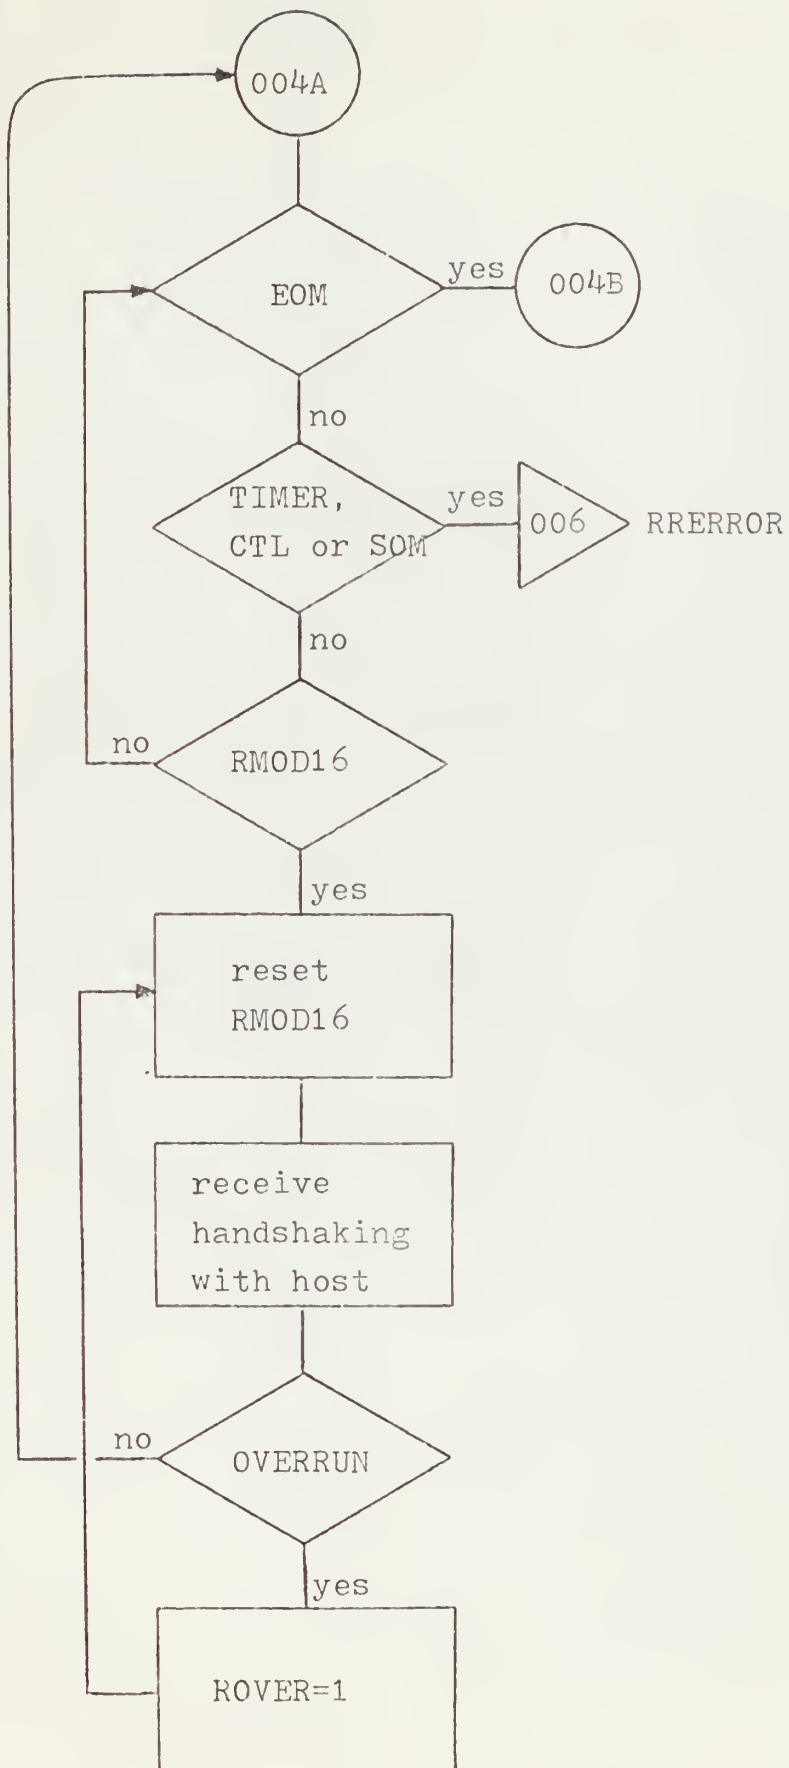 004A
EOM
yes
004B
no
TIMER,
CTL or SOM
yes
006
RRERROR
no
RMOD16
no
yes
reset
RMOD16
receive
handshaking
with host
OVERRUN
no
yes
ROVER=1